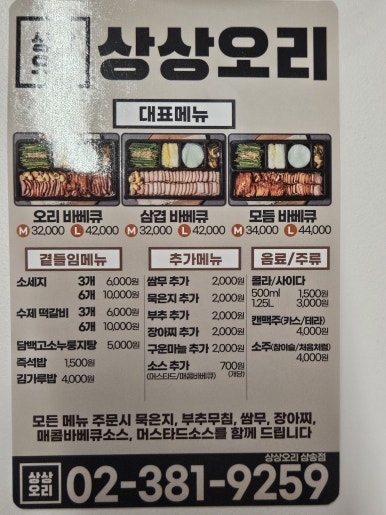 상상
오리
상상오리
대표메뉴
오리 바베큐 삼겹 바베큐 모듬 바베큐
M 32,000 L 42,000 M 32,000 L 42,000 M 34,000 L 44,000
곁들임메뉴
소세지 3개 6,000원
6개 10,000원
수제 떡갈비 3개 6,000원
6개 10,000원
담백고소누룽지탕 5,000원
즉석밥 1,500원
김가루밥 4,000원
추가메뉴
쌈무 추가 2,000원
묵은지 추가 2,000원
부추 추가 2,000원
장아찌 추가 2,000원
구운마늘 추가 2,000원
소스 추가 700원
(머스타드/매콤바베큐) (개당)
음료/주류
콜라/사이다
500ml 1,500원
1.25L 3,000원
캔맥주(카스/테라)
4,000원
소주(참이슬/처음처럼)
4,000원
모든 메뉴 주문시 묵은지, 부추무침, 쌈무, 장아찌,
매콤바베큐소스, 머스타드소스를 함께 드립니다
상상오리 삼송점
상상
오리
02-381-9259